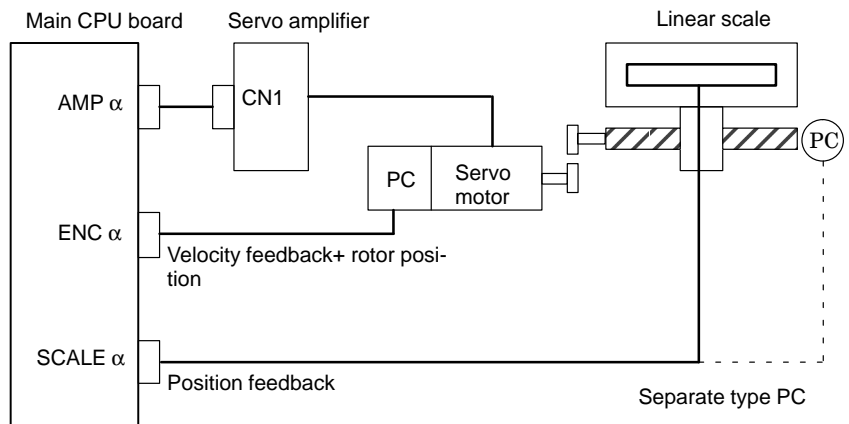 Main CPU board
Servo amplifier
Linear scale
AMP α
CN1
PC
PC
Servo
motor
ENC α
Velocity feedback+ rotor posi-
tion
SCALE α
Position feedback
Separate type PC